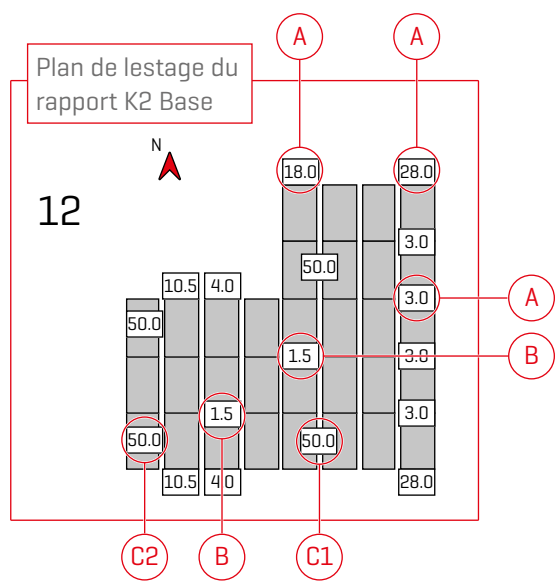 A A
Plan de lestage du
rapport K2 Base
N
12
18.0 28.0
3.0
50.0
10.5 4.0
3.0 A
50.0
1.5 3.0 B
1.5 3.0
50.0 50.0
10.5 4.0 28.0
C2 B C1